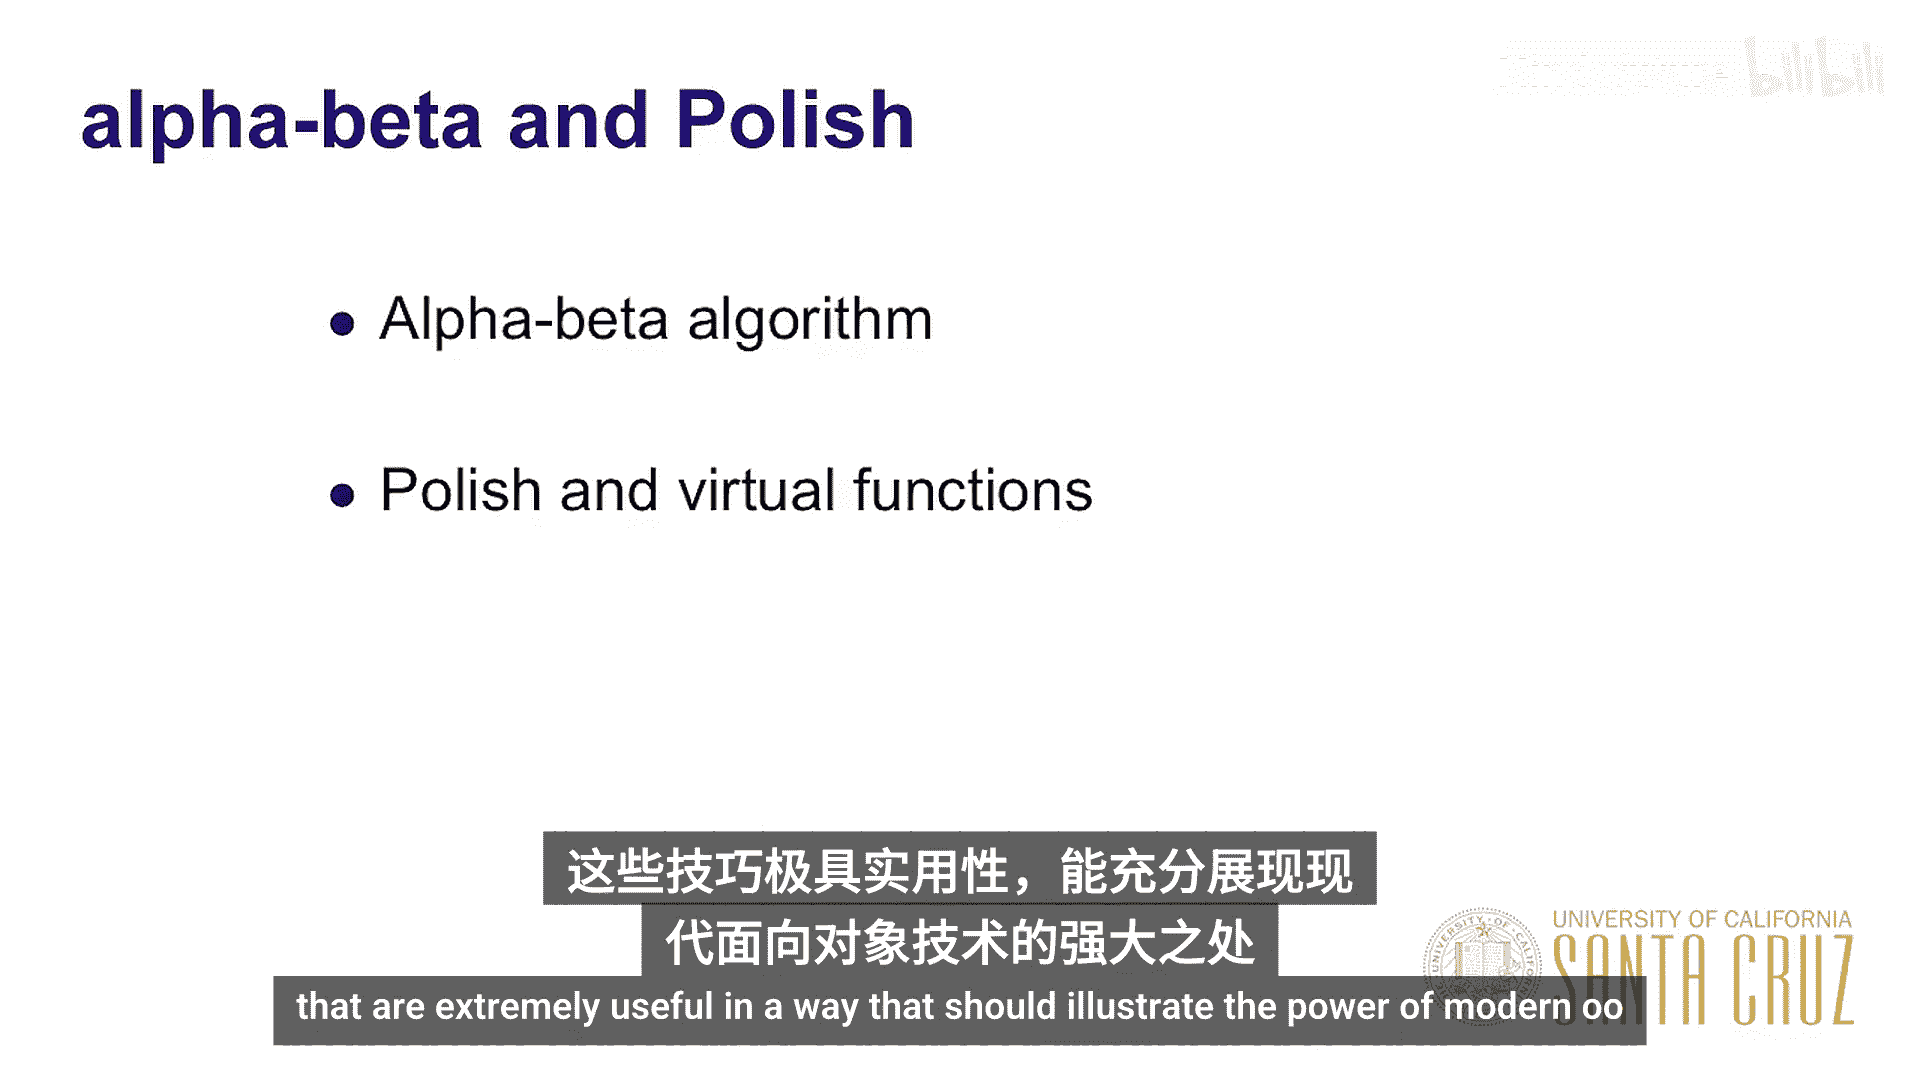 bilibili
alpha-beta and Polish
• Alpha-beta algorithm
• Polish and virtual functions
这些技巧极具实用性，能充分展现现
代面向对象技术的强大之处
that are extremely useful in a way that should illustrate the power of modern oo
UNIVERSITY OF CALIFORNIA
SANTA CRUZ